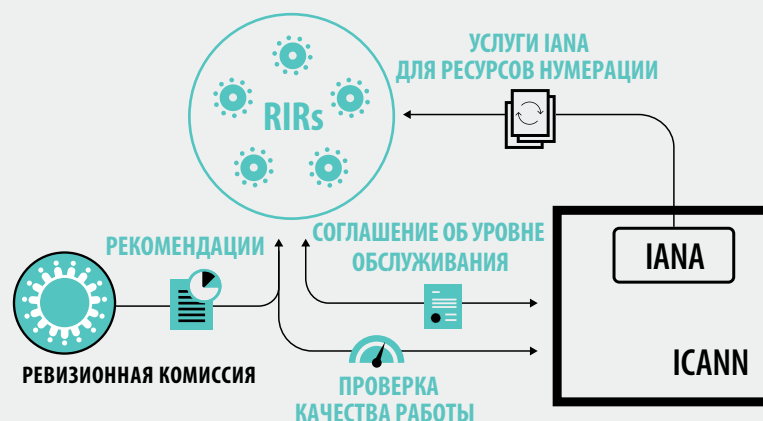 УСЛУГИ IANA
ДЛЯ РЕСУРСОВ НУМЕРАЦИИ
RIRs
РЕКОМЕНДАЦИИ
СОГЛАШЕНИЕ ОБ УРОВНЕ
ОБСЛУЖИВАНИЯ
IANA
РЕВИЗИОННАЯ КОМИССИЯ
ICANN
ПРОВЕРКА
КАЧЕСТВА РАБОТЫ